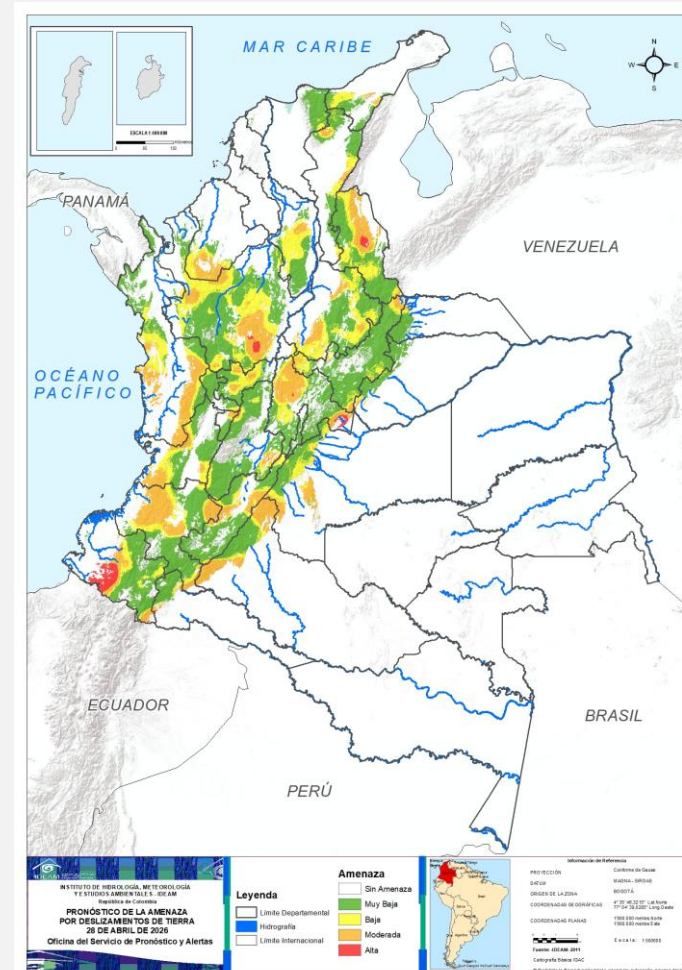 MAR CARIBE
N
W
E
S
ESCALA 1:600.000
PANAMÁ
VENEZUELA
OCÉANO
PACÍFICO
ECUADOR
BRASIL
PERÚ
IDEAM
INSTITUTO DE HIDROLOGÍA, METEOROLOGÍA
Y ESTUDIOS AMBIENTALES - IDEAM
República de Colombia
PRONÓSTICO DE LA AMENAZA
POR DESLIZAMIENTOS DE TIERRA
28 DE ABRIL DE 2026
Oficina del Servicio de Pronóstico y Alertas
Leyenda
Límite Departamental
Hidrografía
Límite Internacional
Amenaza
Sin Amenaza
Muy Baja
Baja
Moderada
Alta
Información de Referencia
PROYECCIÓN
Conforme de Gauss
DATUM
MAGNA - SIRGAS
ORIGEN DE LA ZONA
BOGOTÁ
COORDENADAS GEOGRÁFICAS
COORDENADAS PLANAS
Fuente: IDEAM- 2011
Cartografía Básica IGAC